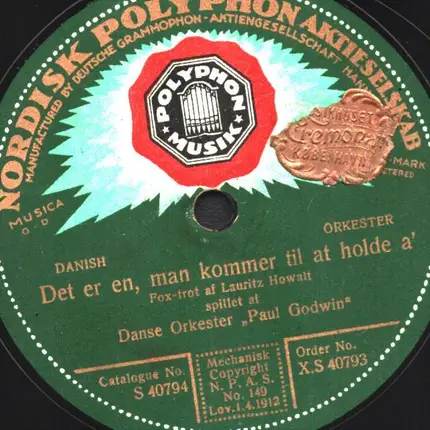 NORDISK POLYPHON AKTIESELSKAB
MANUFACTURED BY DEUTSCHE GRAMMOPHON - AKTIENGESELLSCHAFT
POLYPHON
MUSIK
Cremona
KØBENHAVN
MUSICA
G-D
MARK
DANISH
ORKESTER
Det er en, man kommer til at holde a'
Fox-trot af Lauritz Howalt
spillet af
Danse Orkester „Paul Godwin“
Catalogue No.
S 40794
Mechanisk
Copyright
N. P. A. S.
No. 149
Lov. 1.4.1912
Order No.
X.S 40793